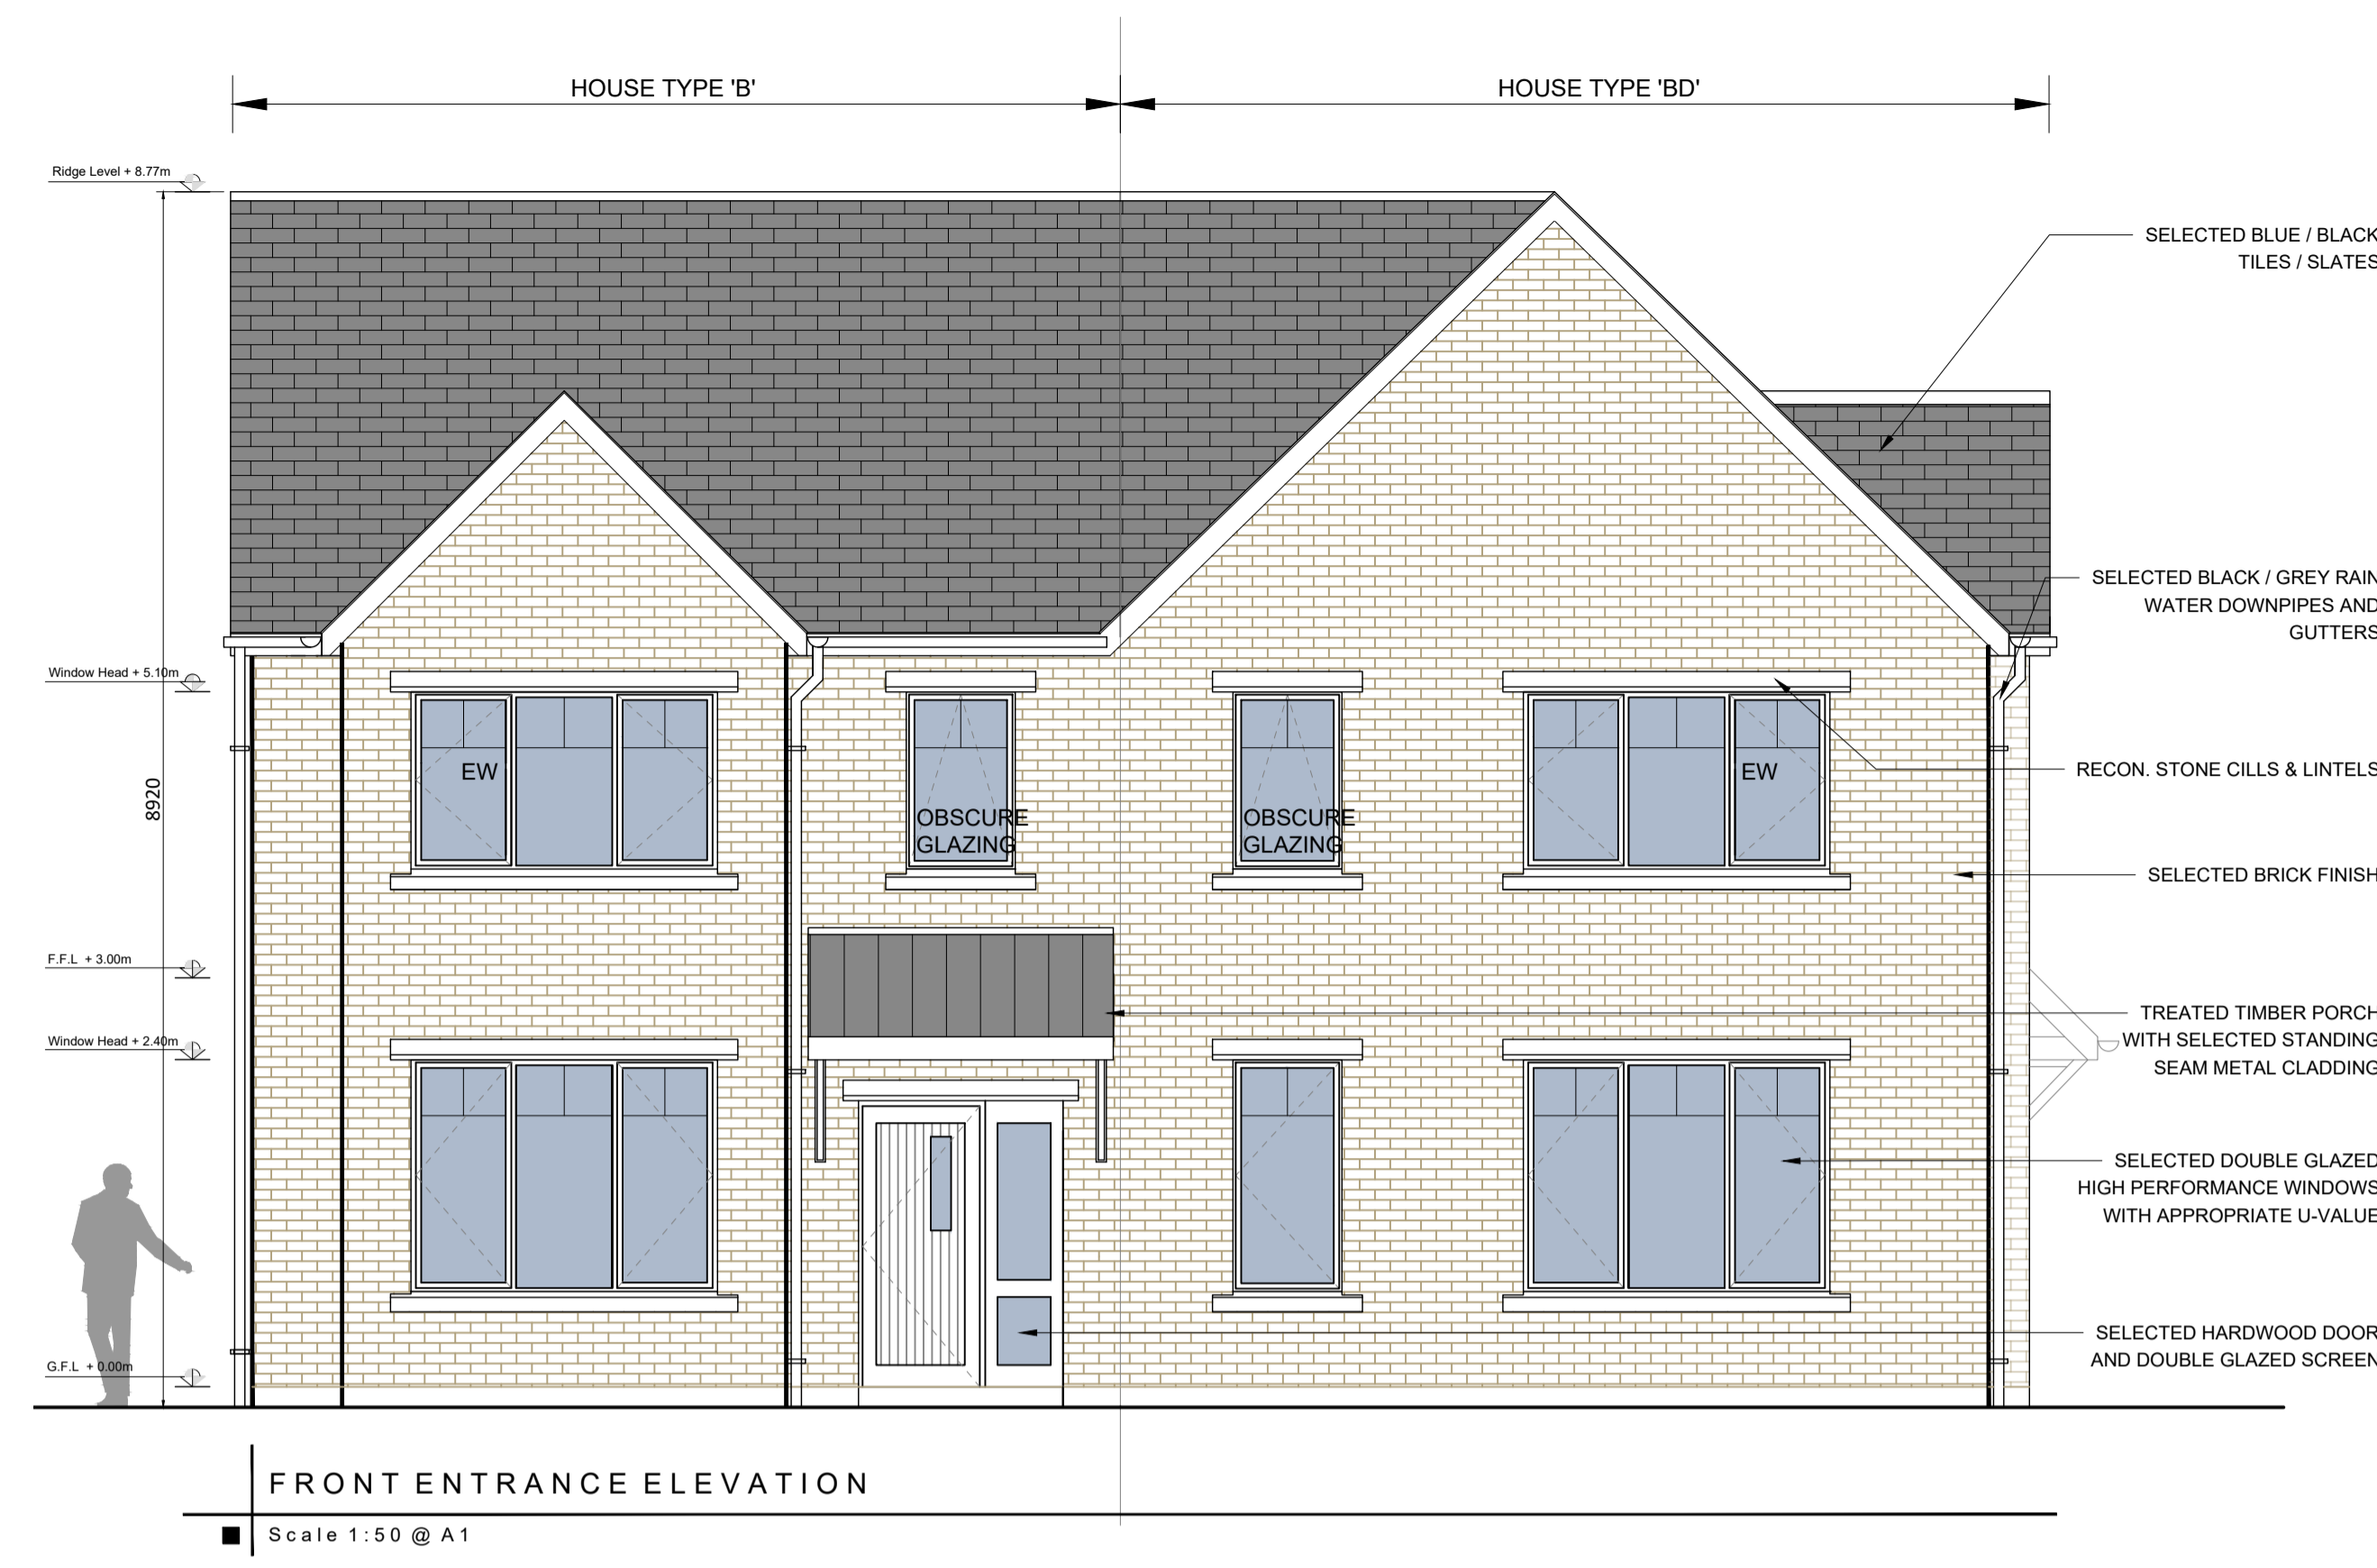 HOUSE TYPE 'B'
HOUSE TYPE 'BD'
Ridge Level + 8.77m
SELECTED BLUE / BLACK
TILES / SLATES
SELECTED BLACK / GREY RAIN
WATER DOWNPIPES AND
GUTTERS
Window Head + 5.10m
RECON. STONE CILLS & LINTELS
EW
EW
8920
OBSCURE
GLAZING
OBSCURE
GLAZING
SELECTED BRICK FINISH
F.F.L + 3.00m
TREATED TIMBER PORCH
WITH SELECTED STANDING
SEAM METAL CLADDING
Window Head + 2.40m
SELECTED DOUBLE GLAZED
HIGH PERFORMANCE WINDOWS
WITH APPROPRIATE U-VALUE
SELECTED HARDWOOD DOOR
AND DOUBLE GLAZED SCREEN
G.F.L + 0.00m
FRONT ENTRANCE ELEVATION
Scale 1:50 @ A1